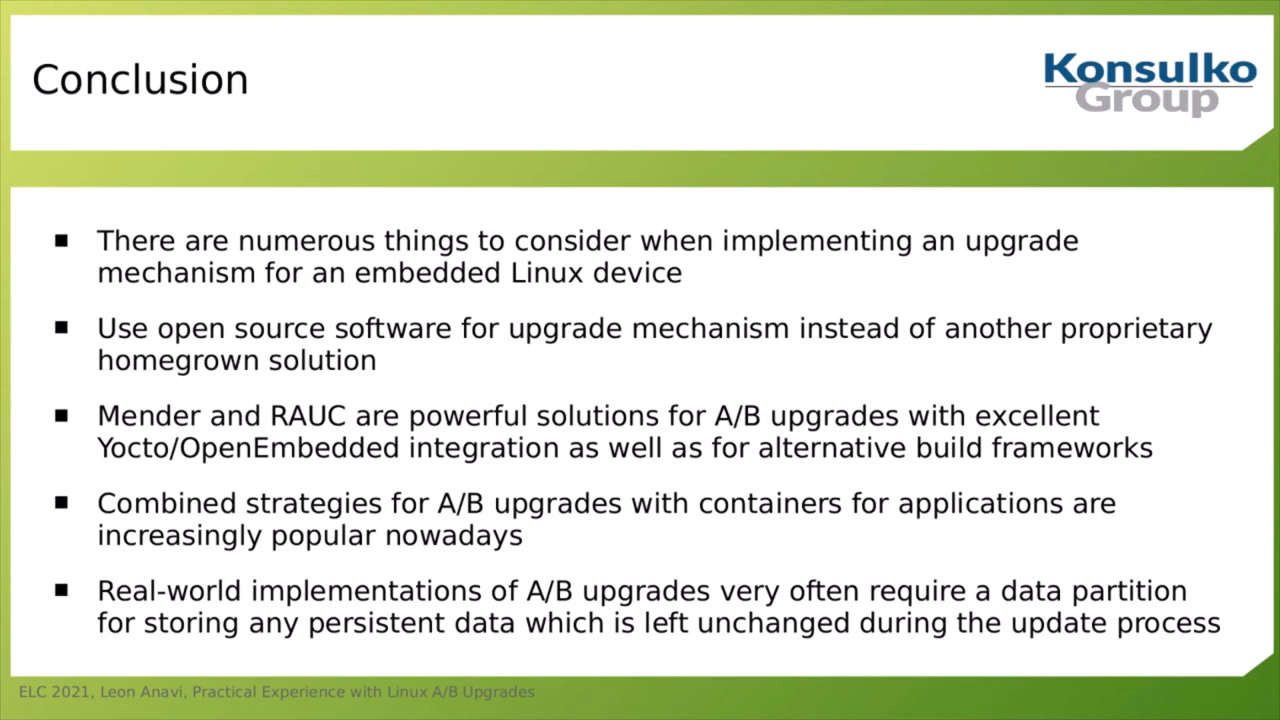 Conclusion
Konsulko
Group
■ There are numerous things to consider when implementing an upgrade
mechanism for an embedded Linux device
■ Use open source software for upgrade mechanism instead of another proprietary
homegrown solution
■ Mender and RAUC are powerful solutions for A/B upgrades with excellent
Yocto/OpenEmbedded integration as well as for alternative build frameworks
■ Combined strategies for A/B upgrades with containers for applications are
increasingly popular nowadays
■ Real-world implementations of A/B upgrades very often require a data partition
for storing any persistent data which is left unchanged during the update process
ELC 2021, Leon Anavi, Practical Experience with Linux A/B Upgrades